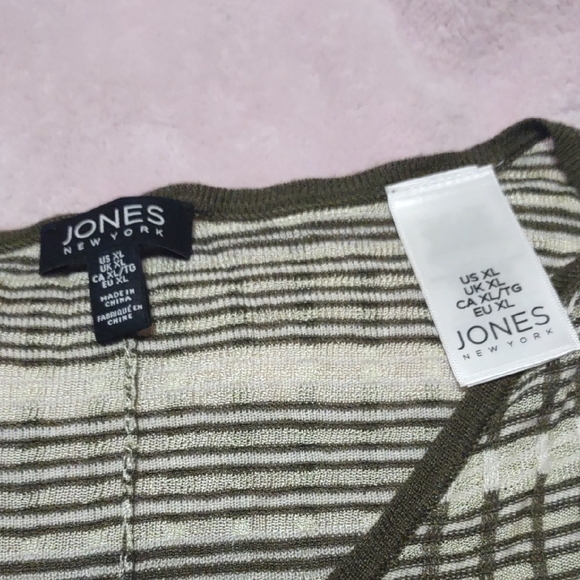 JONES
NEW YORK
US XL
UK XL
CA XL/TG
EU XL
MADE IN
CHINA
FABRIQUÉ EN
CHINE
US XL
UK XL
CA XL/TG
EU XL
JONES
NEW YORK